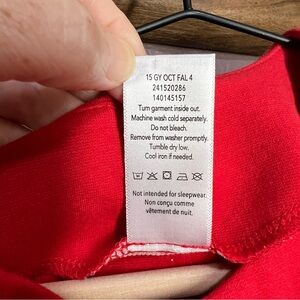 15 GY OCT FAL 4
241520286
140145157
Turn garment inside out.
Machine wash cold separately.
Do not bleach.
Remove from washer promptly.
Tumble dry low.
Cool iron if needed.
Not intended for sleepwear.
Non conçu comme
vêtement de nuit.